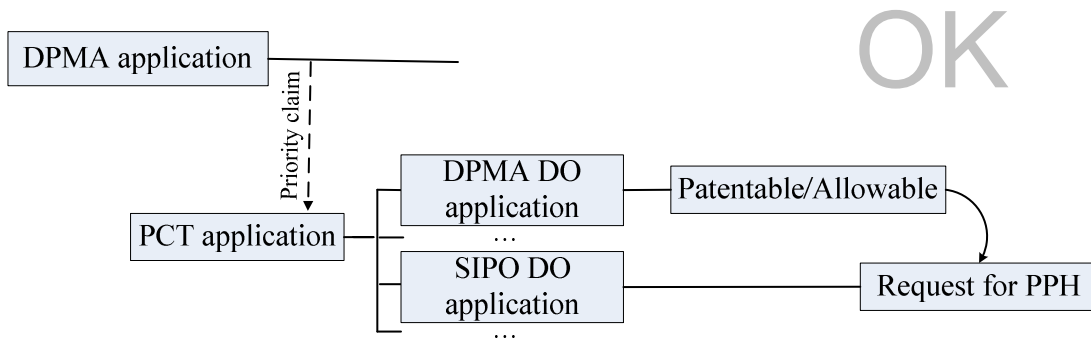 OK
DPMA application
Priority claim
DPMA DO
application
Patentable/Allowable
PCT application
…
SIPO DO
application
Request for PPH
…